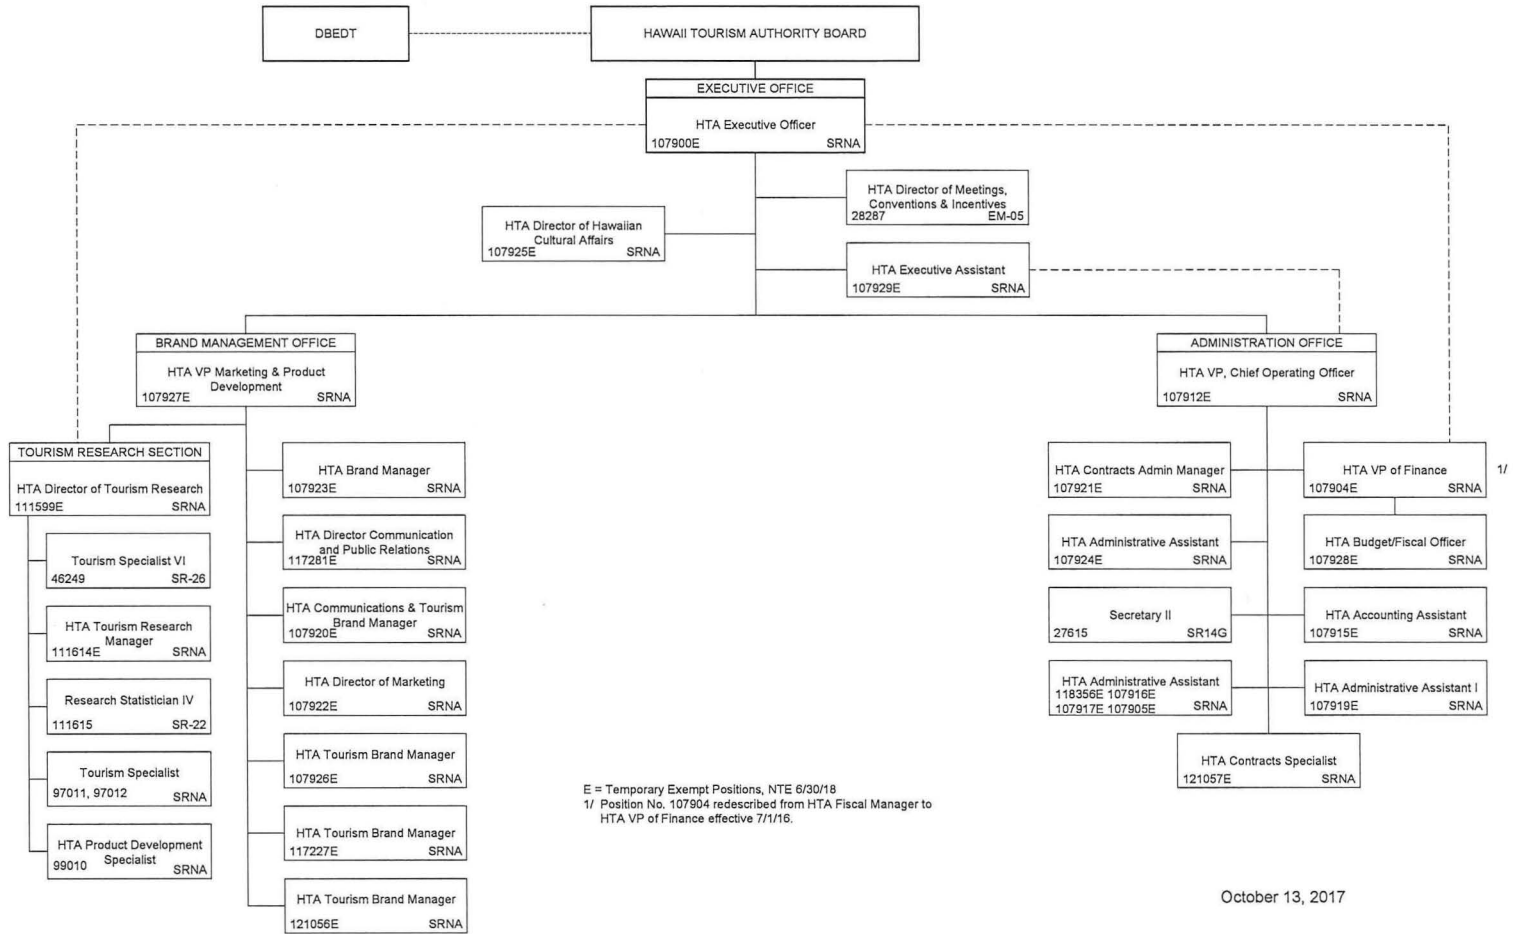 DBEDT
HAWAII TOURISM AUTHORITY BOARD
EXECUTIVE OFFICE
HTA Executive Officer
107900E SRNA
HTA Director of Meetings,
Conventions & Incentives
28287 EM-05
HTA Director of Hawaiian
Cultural Affairs
107925E SRNA
HTA Executive Assistant
107929E SRNA
BRAND MANAGEMENT OFFICE
HTA VP Marketing & Product
Development
107927E SRNA
ADMINISTRATION OFFICE
HTA VP, Chief Operating Officer
107912E SRNA
TOURISM RESEARCH SECTION
HTA Director of Tourism Research
111599E SRNA
Tourism Specialist VI
46249 SR-26
HTA Tourism Research
Manager
111614E SRNA
Research Statistician IV
111615 SR-22
Tourism Specialist
97011, 97012 SRNA
HTA Product Development
Specialist
99010 SRNA
HTA Brand Manager
107923E SRNA
HTA Director Communication
and Public Relations
117281E SRNA
HTA Communications & Tourism
Brand Manager
107920E SRNA
HTA Director of Marketing
107922E SRNA
HTA Tourism Brand Manager
107926E SRNA
HTA Tourism Brand Manager
117227E SRNA
HTA Tourism Brand Manager
121056E SRNA
HTA Contracts Admin Manager
107921E SRNA
HTA VP of Finance
107904E SRNA
1/
HTA Administrative Assistant
107924E SRNA
HTA Budget/Fiscal Officer
107928E SRNA
Secretary II
27615 SR14G
HTA Accounting Assistant
107915E SRNA
HTA Administrative Assistant
118356E 107916E
107917E 107905E SRNA
HTA Administrative Assistant I
107919E SRNA
HTA Contracts Specialist
121057E SRNA
E = Temporary Exempt Positions, NTE 6/30/18
1/ Position No. 107904 redescribed from HTA Fiscal Manager to
HTA VP of Finance effective 7/1/16.
October 13, 2017